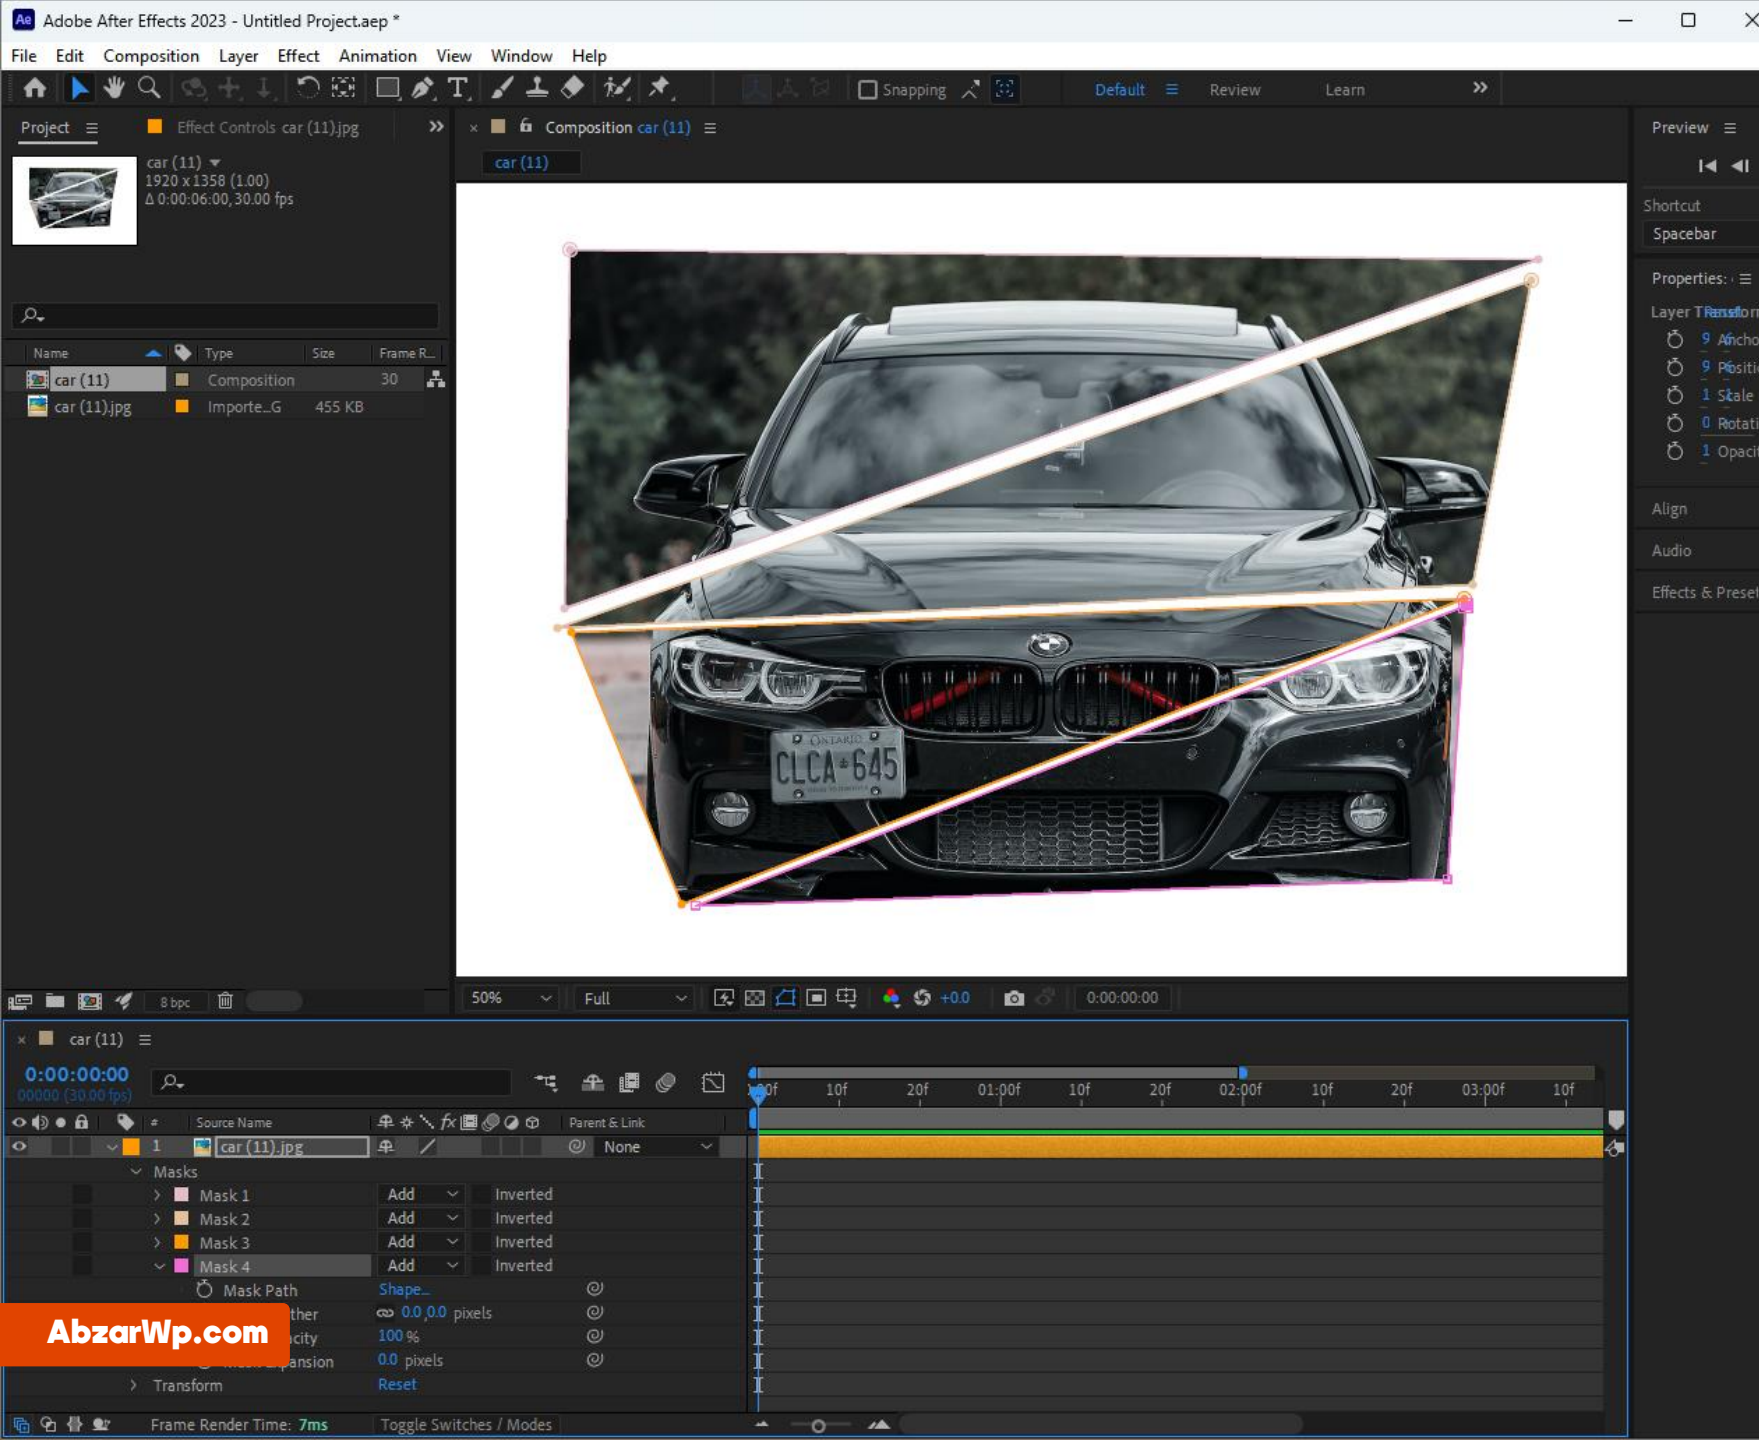 Ae Adobe After Effects 2023 - Untitled Project.aep *
File Edit Composition Layer Effect Animation View Window Help
Snapping Default Review Learn
Project Effect Controls car (11).jpg
Composition car (11)
Preview
car (11)
1920 x 1358 (1.00)
Δ 0:00:06:00, 30.00 fps
car (11)
Shortcut
Spacebar
Properties:
Name Type Size Frame R...
car (11) Composition 30
car (11).jpg Importe...G 455 KB
Scale
Align
Audio
Effects & Preset
ONTARIO
CLCA 645
8 bpc
50% Full +0.0 0:00:00:00
car (11)
0:00:00:00
00000 (30.00 fps)
10f 20f 01:00f 10f 20f 02:00f 10f 20f 03:00f 10f
# Source Name fx Parent & Link
1 car (11).jpg None
Masks
Mask 1 Add Inverted
Mask 2 Add Inverted
Mask 3 Add Inverted
Mask 4 Add Inverted
Mask Path Shape...
ther 0.0,0.0 pixels
AbzarWp.com
acity 100 %
pansion 0.0 pixels
Transform Reset
Frame Render Time: 7ms Toggle Switches / Modes